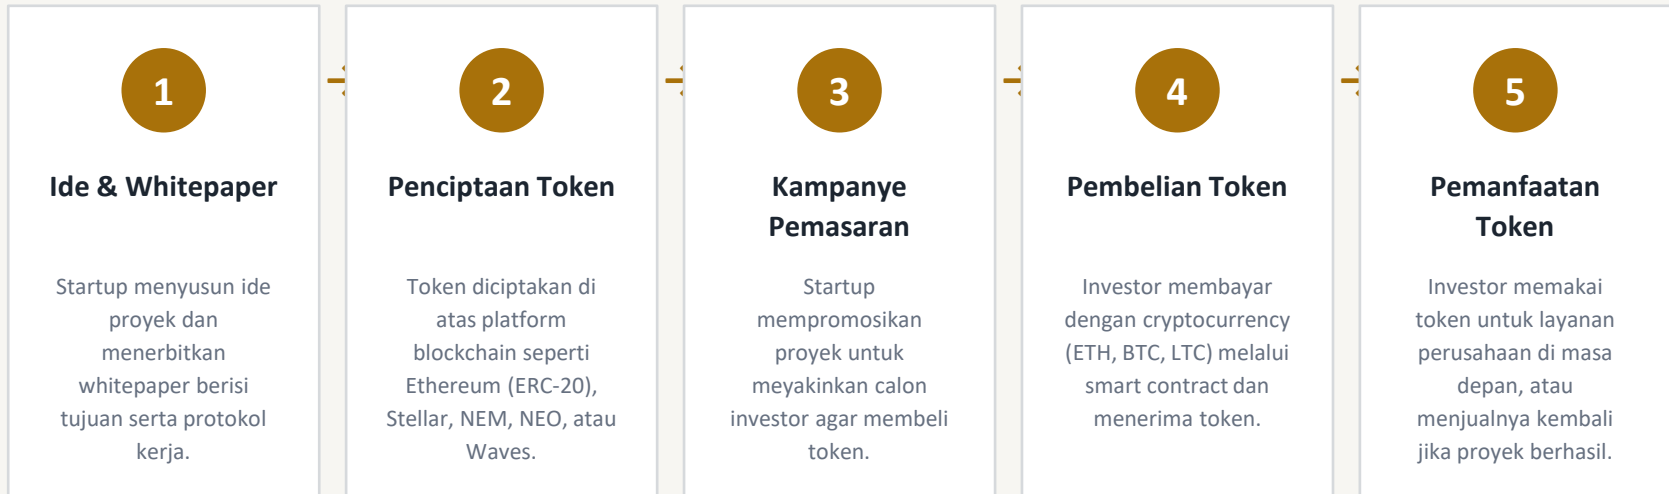 1
Ide & Whitepaper
Startup menyusun ide
proyek dan
menerbitkan
whitepaper berisi
tujuan serta protokol
kerja.
2
Penciptaan Token
Token diciptakan di
atas platform
blockchain seperti
Ethereum (ERC-20),
Stellar, NEM, NEO, atau
Waves.
3
Kampanye
Pemasaran
Startup
mempromosikan
proyek untuk
meyakinkan calon
investor agar membeli
token.
4
Pembelian Token
Investor membayar
dengan cryptocurrency
(ETH, BTC, LTC) melalui
smart contract dan
menerima token.
5
Pemanfaatan
Token
Investor memakai
token untuk layanan
perusahaan di masa
depan, atau
menjualnya kembali
jika proyek berhasil.